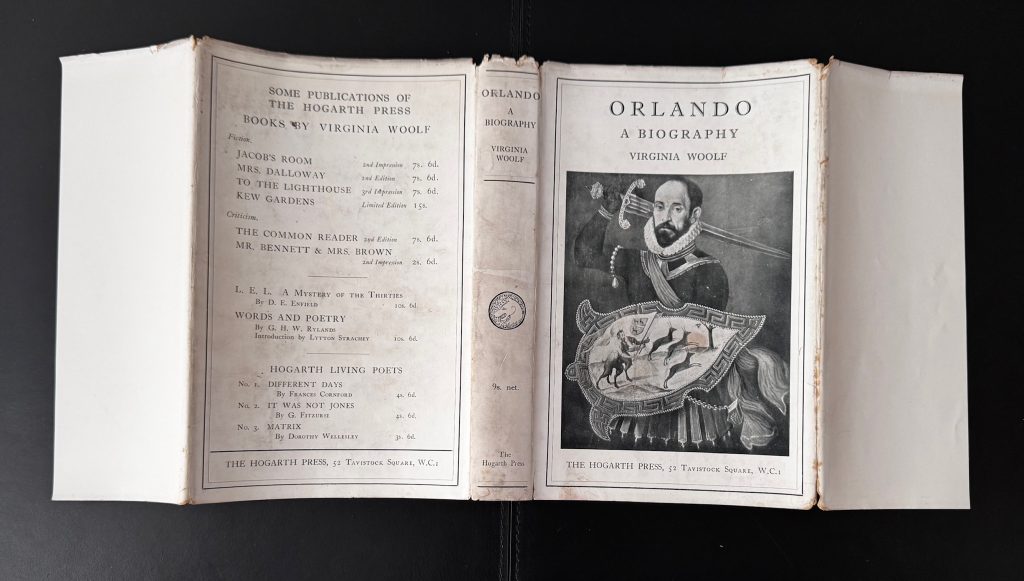 SOME PUBLICATIONS OF
THE HOGARTH PRESS
BOOKS BY VIRGINIA WOOLF
Fiction.
JACOB'S ROOM 2nd Impression 7s. 6d.
MRS. DALLOWAY 2nd Edition 7s. 6d.
TO THE LIGHTHOUSE 3rd Impression 7s. 6d.
KEW GARDENS Limited Edition 15s.
Criticism.
THE COMMON READER 2nd Edition 7s. 6d.
MR. BENNETT & MRS. BROWN
2nd Impression 2s. 6d.
L. E. L. A Mystery of the Thirties
By D. E. Enfield 10s. 6d.
WORDS AND POETRY
By G. H. W. Rylands
Introduction by Lytton Strachey 10s. 6d.
HOGARTH LIVING POETS
No. 1. DIFFERENT DAYS
By Frances Cornford 4s. 6d.
No. 2. IT WAS NOT JONES
By G. Fitzurse 4s. 6d.
No. 3. MATRIX
By Dorothy Wellesley 3s. 6d.
THE HOGARTH PRESS, 52 Tavistock Square, W.C.1
ORLANDO
A
BIOGRAPHY
VIRGINIA
WOOLF
9s. net.
The
Hogarth Press
ORLANDO
A BIOGRAPHY
VIRGINIA WOOLF
THE HOGARTH PRESS, 52 Tavistock Square, W.C.1